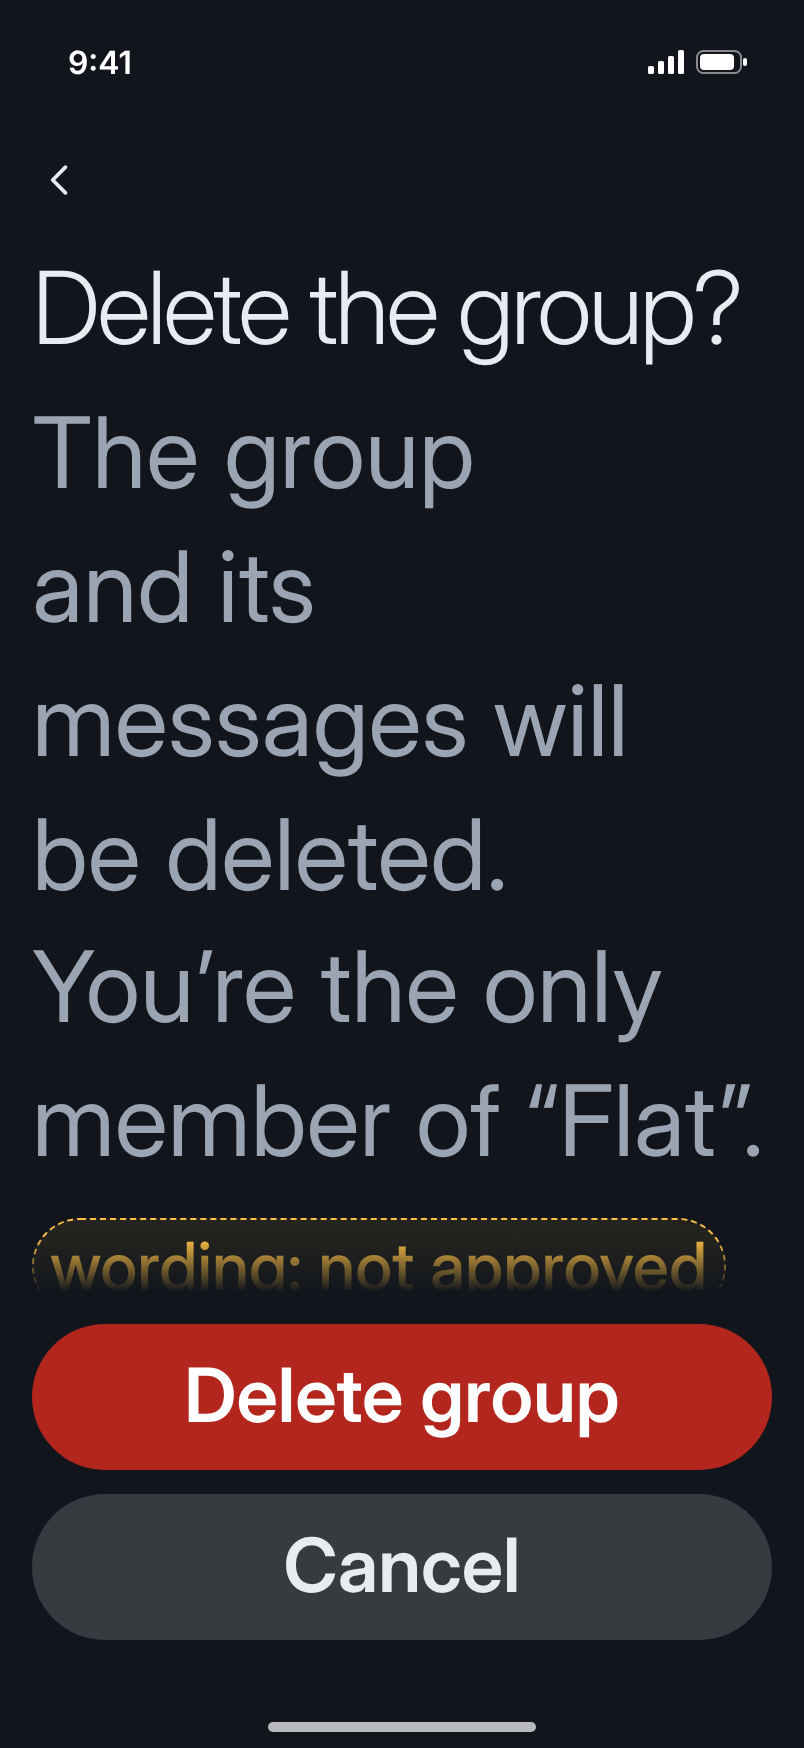 9:41
Delete the group?
The group
and its
messages will
be deleted.
You’re the only
member of “Flat”.
wording: not approved
Delete group
Cancel